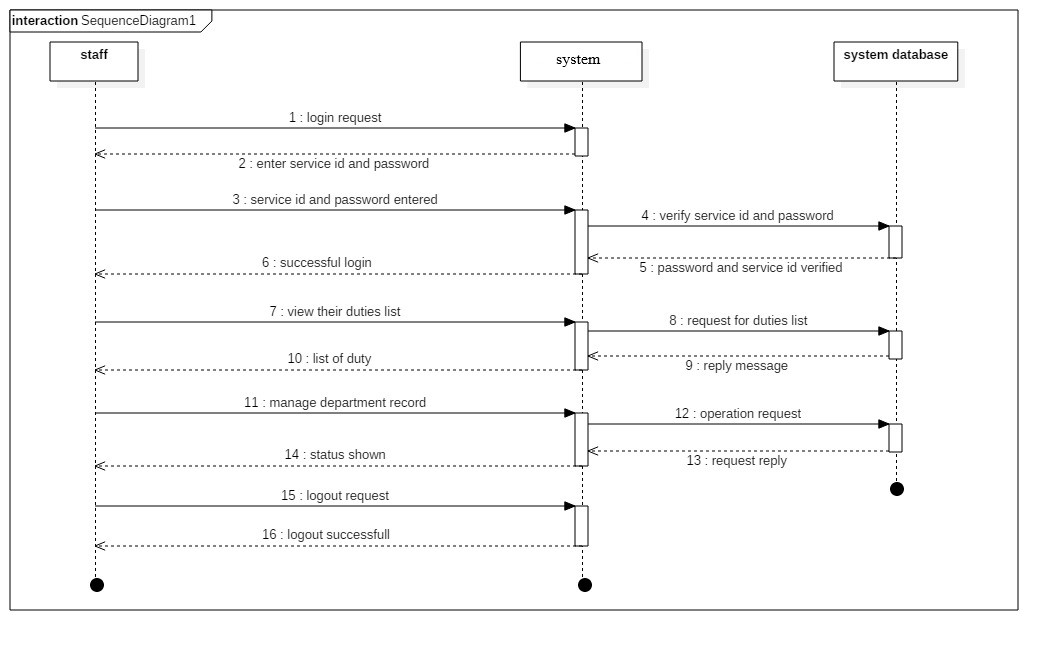 interaction SequenceDiagram1
staff
system
system database
1 : login request
2 : enter service id and password
3 : service id and password entered
4 : verify service id and password
5 : password and service id verified
6 : successful login
7 : view their duties list
8 : request for duties list
9 : reply message
10 : list of duty
11 : manage department record
12 : operation request
13 : request reply
14 : status shown
15 : logout request
16 : logout successfull